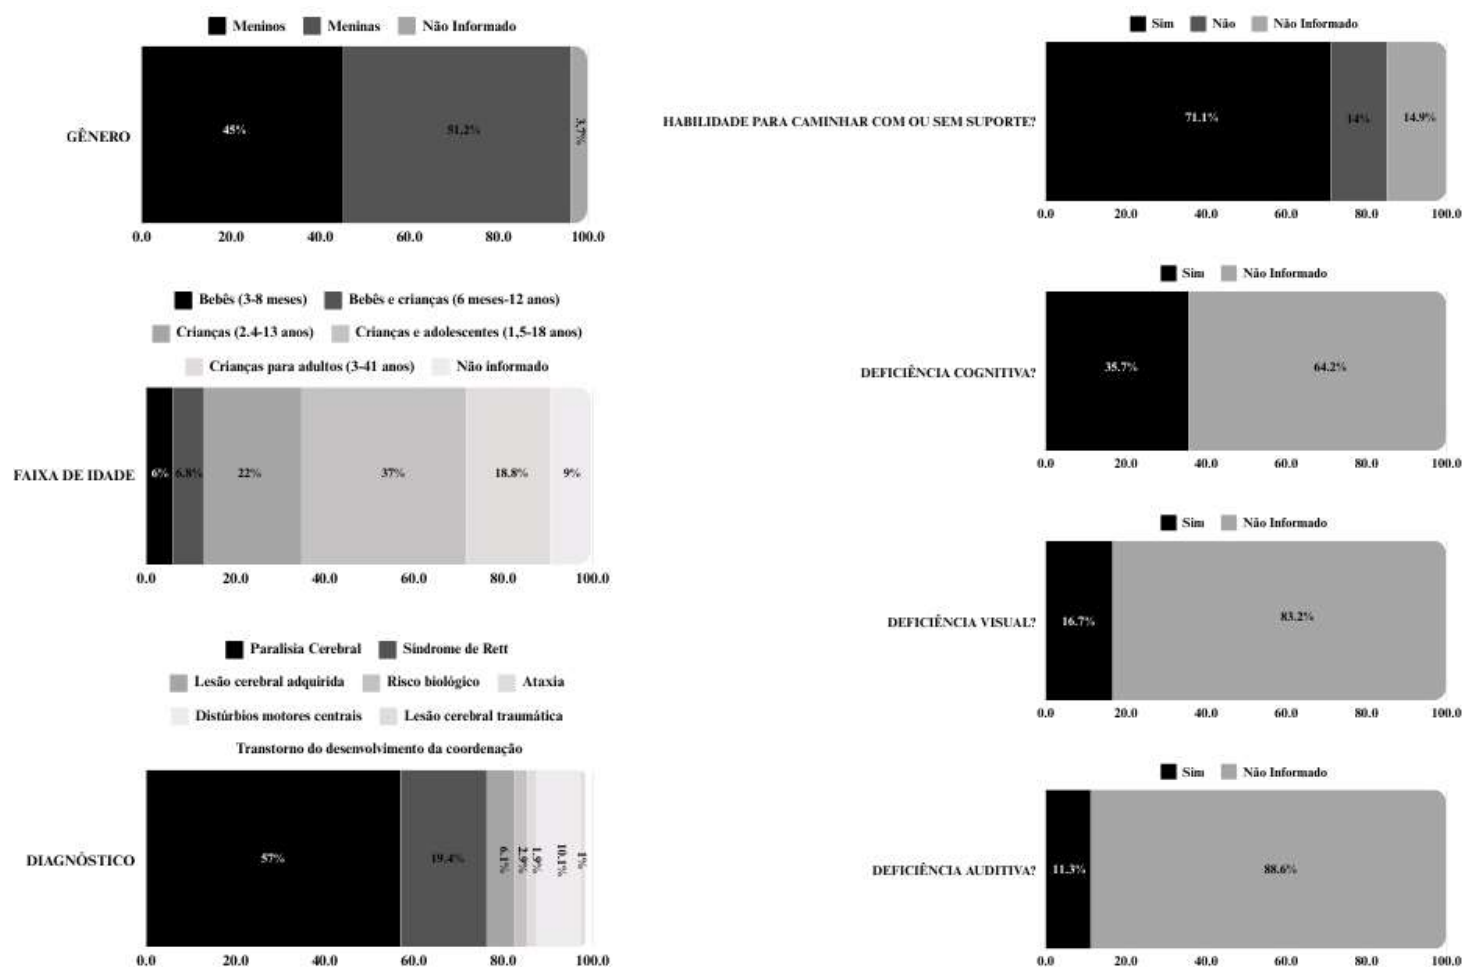 Meninos Meninas Não Informado
45% 51,2% 3,7%
GÊNERO
0.0 20.0 40.0 60.0 80.0 100.0
Bebês (3-8 meses) Bebês e crianças (6 meses-12 anos)
Crianças (2.4-13 anos) Crianças e adolescentes (1,5-18 anos)
Crianças para adultos (3-41 anos) Não informado
FAIXA DE IDADE
6% 6.8% 22% 37% 18.8% 9%
0.0 20.0 40.0 60.0 80.0 100.0
Paralisia Cerebral Síndrome de Rett
Lesão cerebral adquirida Risco biológico Ataxia
Distúrbios motores centrais Lesão cerebral traumática
Transtorno do desenvolvimento da coordenação
DIAGNÓSTICO
57% 19.4% 6.1% 2.9% 1.9% 10.1% 1%
0.0 20.0 40.0 60.0 80.0 100.0
Sim Não Não Informado
HABILIDADE PARA CAMINHAR COM OU SEM SUPORTE?
71.1% 14% 14.9%
0.0 20.0 40.0 60.0 80.0 100.0
Sim Não Informado
DEFICIÊNCIA COGNITIVA?
35.7% 64.2%
0.0 20.0 40.0 60.0 80.0 100.0
Sim Não Informado
DEFICIÊNCIA VISUAL?
16.7% 83.2%
0.0 20.0 40.0 60.0 80.0 100.0
Sim Não Informado
DEFICIÊNCIA AUDITIVA?
11.3% 88.6%
0.0 20.0 40.0 60.0 80.0 100.0